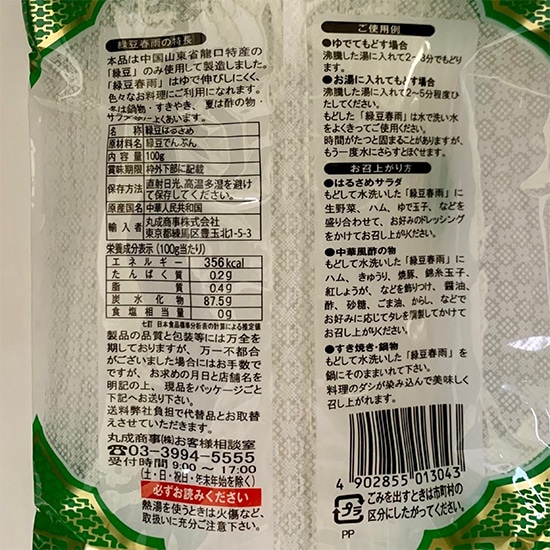 緑豆春雨の特長
本品は中国山東省龍口特産の
「緑豆」のみ使用して製造しました。
「緑豆春雨」はゆで伸びしにくく、
色々なお料理にご利用になれます。
冬は鍋物・すきやき、夏は酢の物・
サラダ等によくあいます。
名称 緑豆はるさめ
原材料名 緑豆でんぷん
内容量 100g
賞味期限 枠外下部に記載
保存方法 直射日光、高温多湿を避け
て保存してください。
原産国名 中華人民共和国
輸入者 丸成商事株式会社
東京都練馬区豊玉北1-5-3
栄養成分表示（100g当たり）
エネルギー 356kcal
たんぱく質 0.2g
脂質 0.4g
炭水化物 87.5g
食塩相当量 0g
七訂 日本食品標準分析表の計算による推定値
製品の品質と包装等には万全を
期しておりますが、万一不都合
がございました場合にはお手数で
ですが、お求めの月日と店舗名を
明記の上、現品をパッケージごと
下記へお送り下さい。
送料弊社負担で代替品とお取替
えさせていただきます。
丸成商事㈱お客様相談室
☎03-3994-5555
受付時間 9:00〜17:00
(土・日・祝日・年末年始を除く)
必ずお読みください
熱湯を使うときは火傷など、
取扱いに充分ご注意下さい。
ご使用例
●ゆでてもどす場合
沸騰した湯に入れて2〜3分でもど
ります。
●お湯に入れてもどす場合
沸騰した湯に入れて2〜5分程度ひ
たしてください。
もどした「緑豆春雨」は水で洗い水
をよくきってご使用ください。
時間がたつと固まることがありますが、
もう一度水にさらすとほぐせます。
お召上がり方
●はるさめサラダ
もどして水洗いした「緑豆春雨」に
生野菜、ハム、ゆで玉子、などを
盛り合わせて、お好みのドレッシング
をかけてお召し上がりください。
●中華風酢の物
もどして水洗いした「緑豆春雨」に
ハム、きゅうり、焼豚、錦糸玉子、
紅しょうが、などを飾りつけ、醤油、
酢、砂糖、ごま油、からし、などで
お好みに応じてタレを調製してかけて
お召し上がりください。
●すき焼き・鍋物
もどして水洗いした「緑豆春雨」を
鍋にそのままいれて下さい。
料理のダシが染み込んで美味しく
お召し上がれます。
4 902855 013043
プラ
ごみを出すときは市町村の
区分にしたがってください。
PP